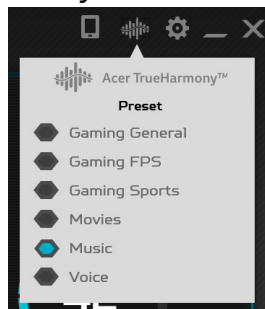 Acer TrueHarmony™
Preset
Gaming General
Gaming FPS
Gaming Sports
Movies
Music
Voice